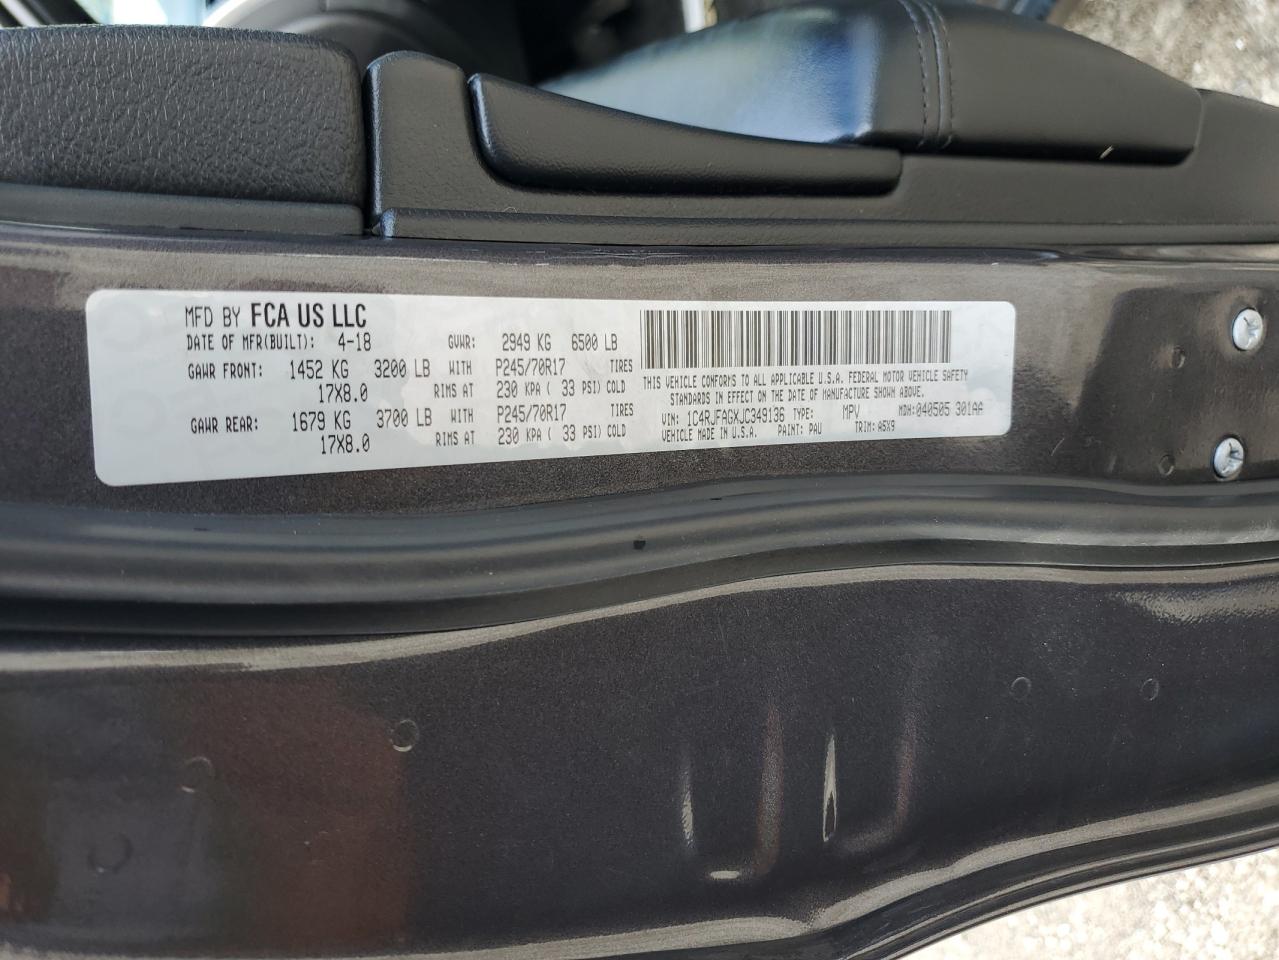 MFD BY FCA US LLC
DATE OF MFR(BUILT): 4-18 GVWR: 2949 KG 6500 LB
GAWR FRONT: 1452 KG 3200 LB WITH P245/70R17 TIRES
17X8.0 RIMS AT 230 KPA ( 33 PSI) COLD
GAWR REAR: 1679 KG 3700 LB WITH P245/70R17 TIRES
17X8.0 RIMS AT 230 KPA ( 33 PSI) COLD
THIS VEHICLE CONFORMS TO ALL APPLICABLE U.S.A. FEDERAL MOTOR VEHICLE SAFETY
STANDARDS IN EFFECT ON THE DATE OF MANUFACTURE SHOWN ABOVE.
VIN: 1C4RJFAGXJC349136 TYPE: MPV MDH: 040505 301AA
VEHICLE MADE IN U.S.A. PAINT: PAU TRIM: A5X9